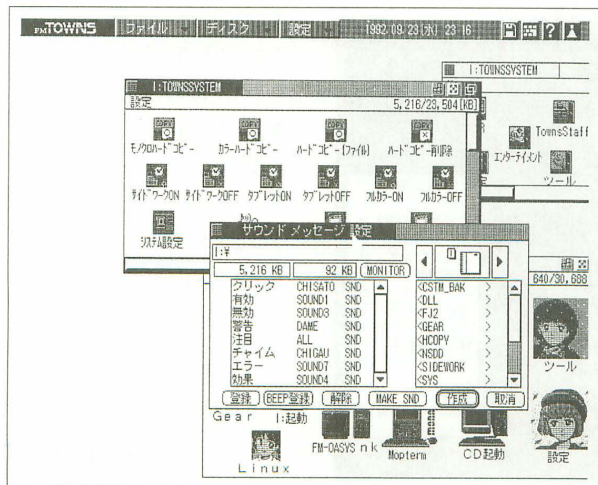 FMTOWNS ファイル ディスク 設定 1992 09 23(水) 23 16
I:TOWNSSYSTEM
I:TOWNSSYSTEM
設定 5,216/23,504[KB]
モノクロハードコピー カラーハードコピー ハードコピー(ファイル) ハードコピー削除
エンターテイメント TownsStaff
ツール
サイドワークON サイドワークOFF タブレットON タブレットOFF フルカラーON フルカラーOFF
システム設定
サウンドメッセージ設定
I:¥
5,216 KB 92 KB MONITOR
640/30,688
クリック CHISATO SND
有効 SOUND1 SND
無効 SOUND3 SND
警告 DAME SND
注目 ALL SND
チャイム CHIGAU SND
エラー SOUND7 SND
効果 SOUND4 SND
<CSTM_BAK >
<DLL >
<FJ2 >
<GEAR >
<HCOPY >
<NSDD >
<SIDEWORK >
<SYS >
ツール
登録 BEEP登録 解除 MAKE SND 作成 取消
Gear I:起動
Linux FM-OASYS nk Mopterm CD起動 設定